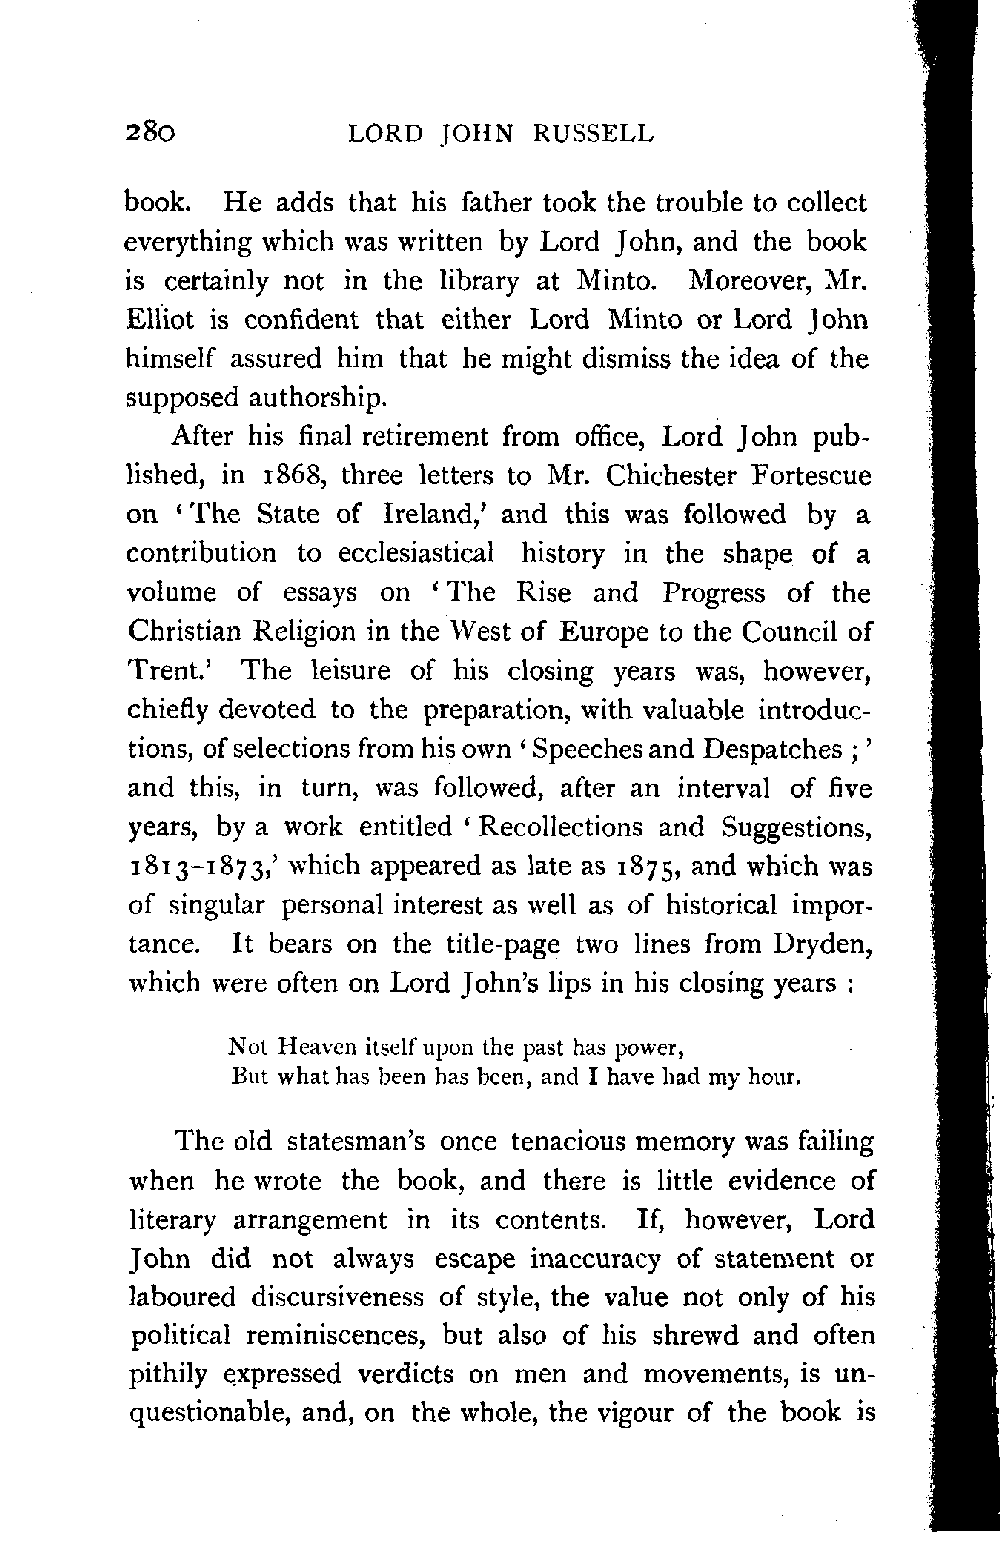 280 LORD JOHN RUSSELL
book. He adds that his father took the trouble to collect
everything which was written by Lord John, and the book
is certainly not in the library at Minto. Moreover, Mr.
Elliot is confident that either Lord Minto or Lord John
himself assured him that he might dismiss the idea of the
supposed authorship.
After his final retirement from office, Lord John pub-
lished, in 1868, three letters to Mr. Chichester Fortescue
on ‘The State of Ireland,’ and this was followed by a
contribution to ecclesiastical history in the shape of a
volume of essays on ‘The Rise and Progress of the
Christian Religion in the West of Europe to the Council of
Trent.’ The leisure of his closing years was, however,
chiefly devoted to the preparation, with valuable introduc-
tions, of selections from his own ‘Speeches and Despatches ;’
and this, in turn, was followed, after an interval of five
years, by a work entitled ‘Recollections and Suggestions,
1813–1873,’ which appeared as late as 1875, and which was
of singular personal interest as well as of historical impor-
tance. It bears on the title-page two lines from Dryden,
which were often on Lord John’s lips in his closing years :
Not Heaven itself upon the past has power,
But what has been has been, and I have had my hour.
The old statesman’s once tenacious memory was failing
when he wrote the book, and there is little evidence of
literary arrangement in its contents. If, however, Lord
John did not always escape inaccuracy of statement or
laboured discursiveness of style, the value not only of his
political reminiscences, but also of his shrewd and often
pithily expressed verdicts on men and movements, is un-
questionable, and, on the whole, the vigour of the book is